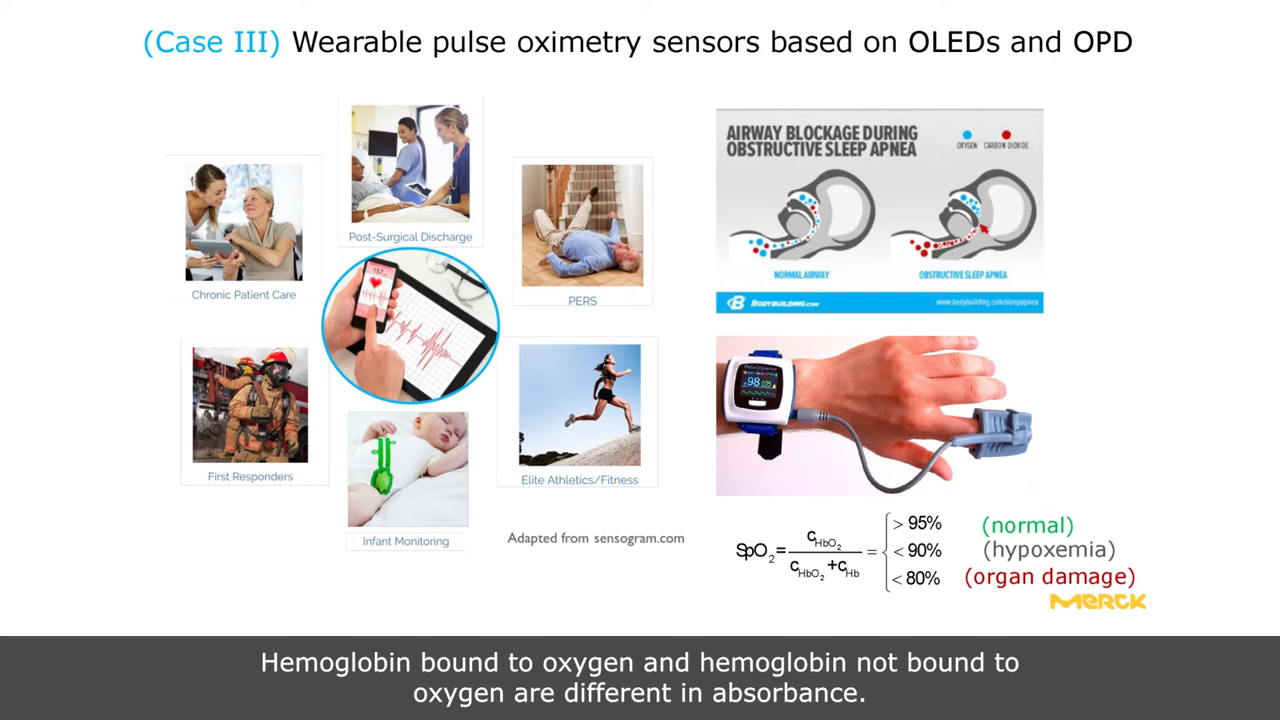 (Case III) Wearable pulse oximetry sensors based on OLEDs and OPD
Post-Surgical Discharge
Chronic Patient Care
PERS
First Responders
Elite Athletics/Fitness
Infant Monitoring
Adapted from sensogram.com
AIRWAY BLOCKAGE DURING
OBSTRUCTIVE SLEEP APNEA
OXYGEN
CARBON DIOXIDE
NORMAL AIRWAY
OBSTRUCTIVE SLEEP APNEA
B BODYBUILDING.COM
www.bodybuilding.com/sleepapnea
98
SpO₂= c_HbO₂ / (c_HbO₂ +c_Hb) =
> 95% (normal)
< 90% (hypoxemia)
< 80% (organ damage)
MERCK
Hemoglobin bound to oxygen and hemoglobin not bound to
oxygen are different in absorbance.